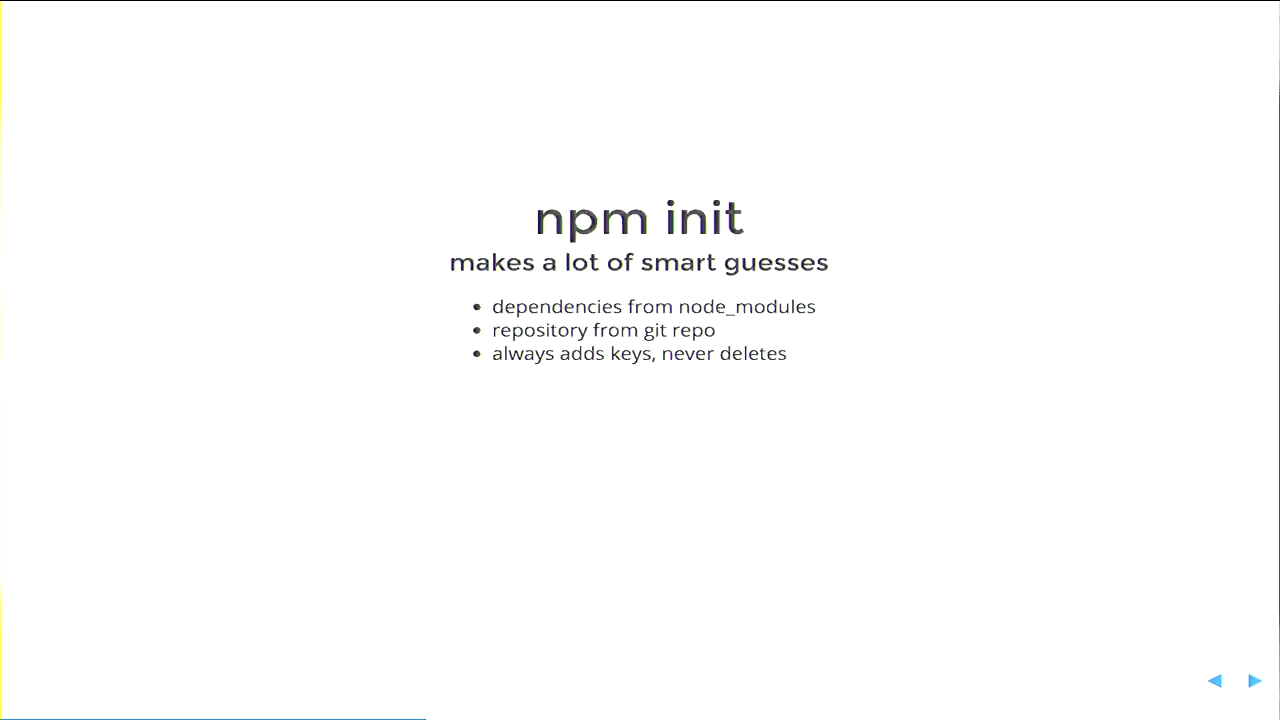 npm init
makes a lot of smart guesses
dependencies from node_modules
repository from git repo
always adds keys, never deletes